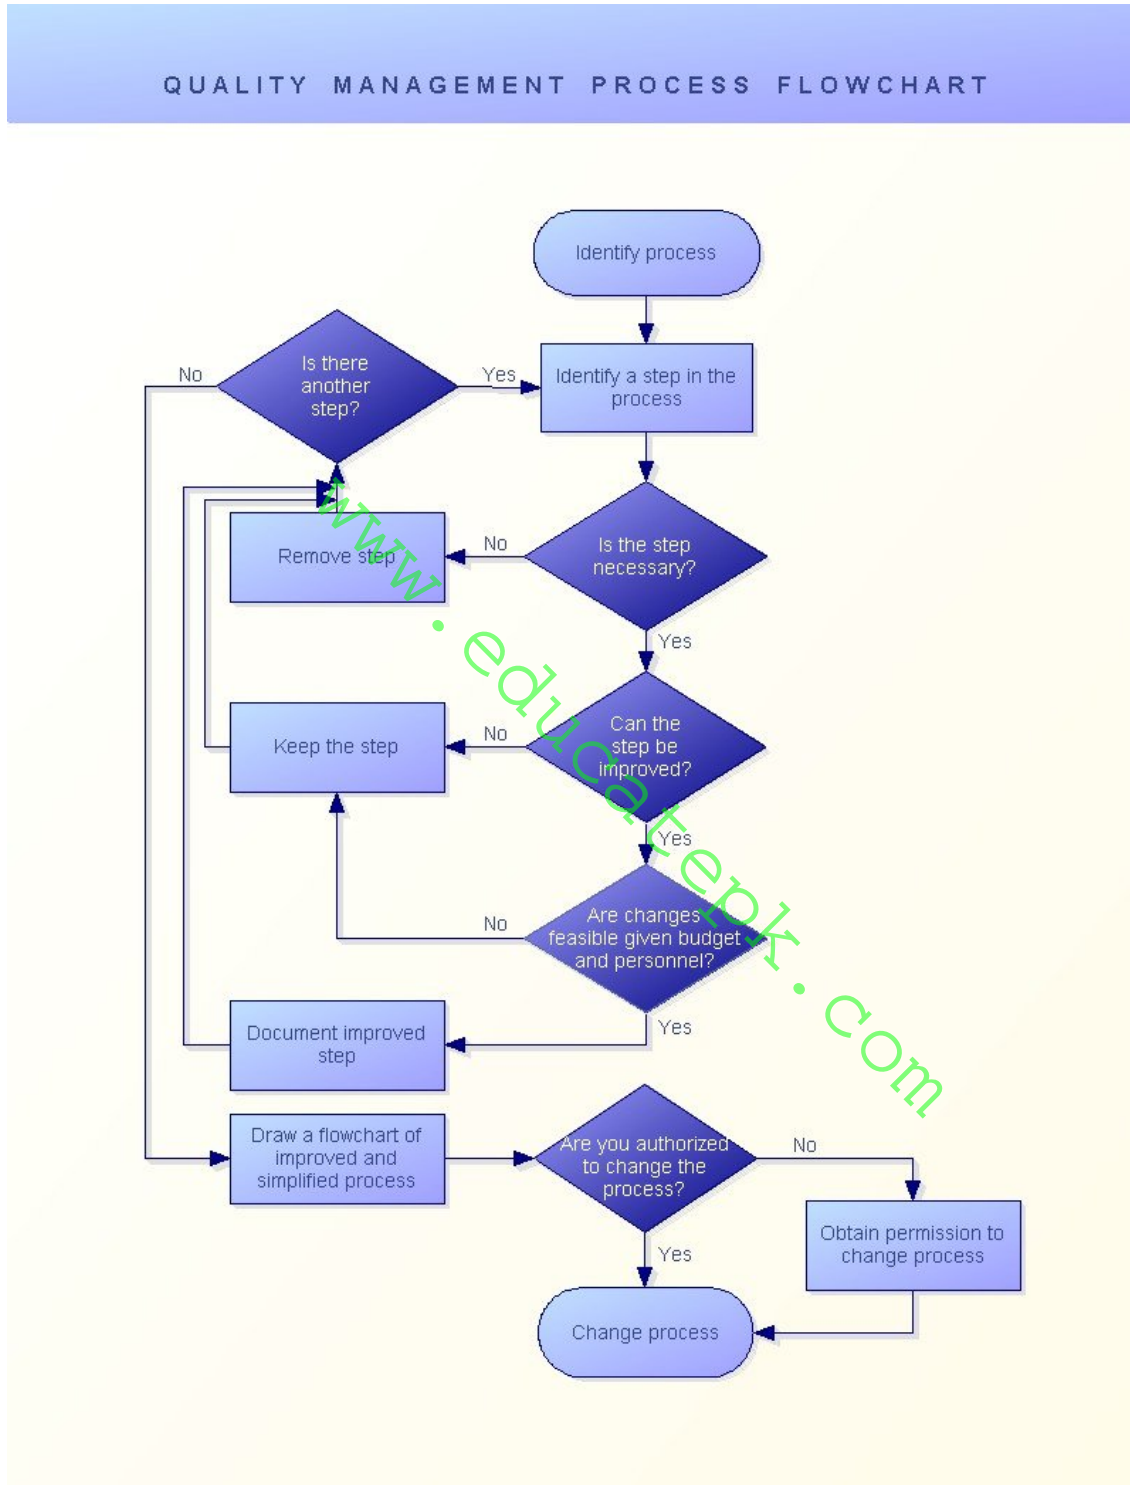 QUALITY MANAGEMENT PROCESS FLOWCHART
Identify process
Is there
another
step?
No
Yes
Identify a step in the
process
Is the step
necessary?
No
Remove step
Yes
Can the
step be
improved?
No
Keep the step
Yes
Are changes
feasible given budget
and personnel?
No
Yes
Document improved
step
Draw a flowchart of
improved and
simplified process
Are you authorized
to change the
process?
No
Obtain permission to
change process
Yes
Change process
www.educatepk.com